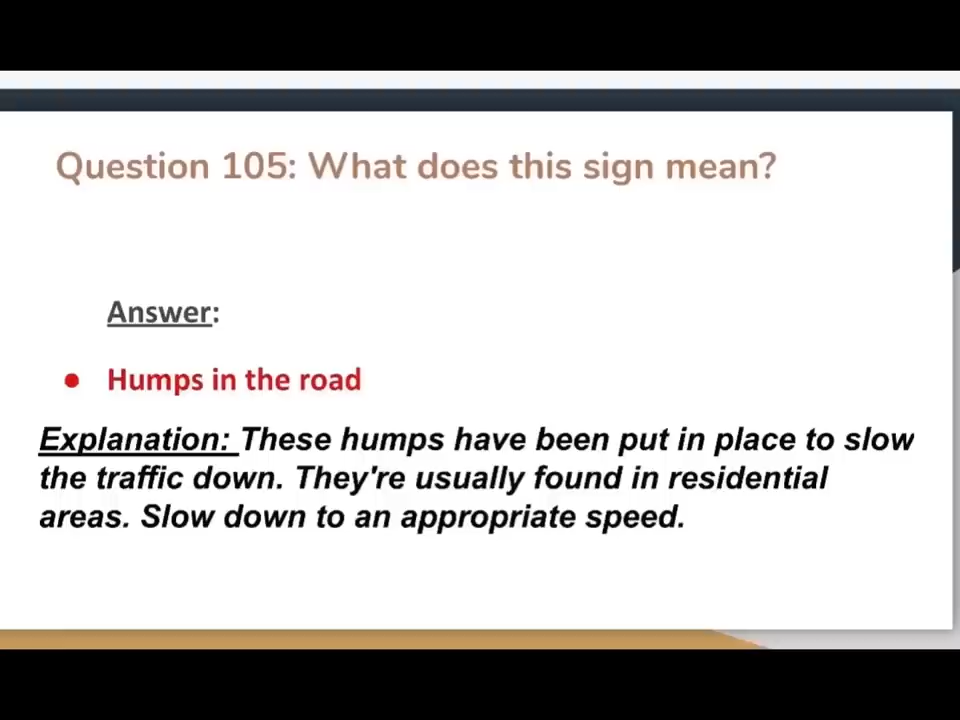 Question 105: What does this sign mean?
Answer:
● Humps in the road
Explanation: These humps have been put in place to slow
the traffic down. They're usually found in residential
areas. Slow down to an appropriate speed.